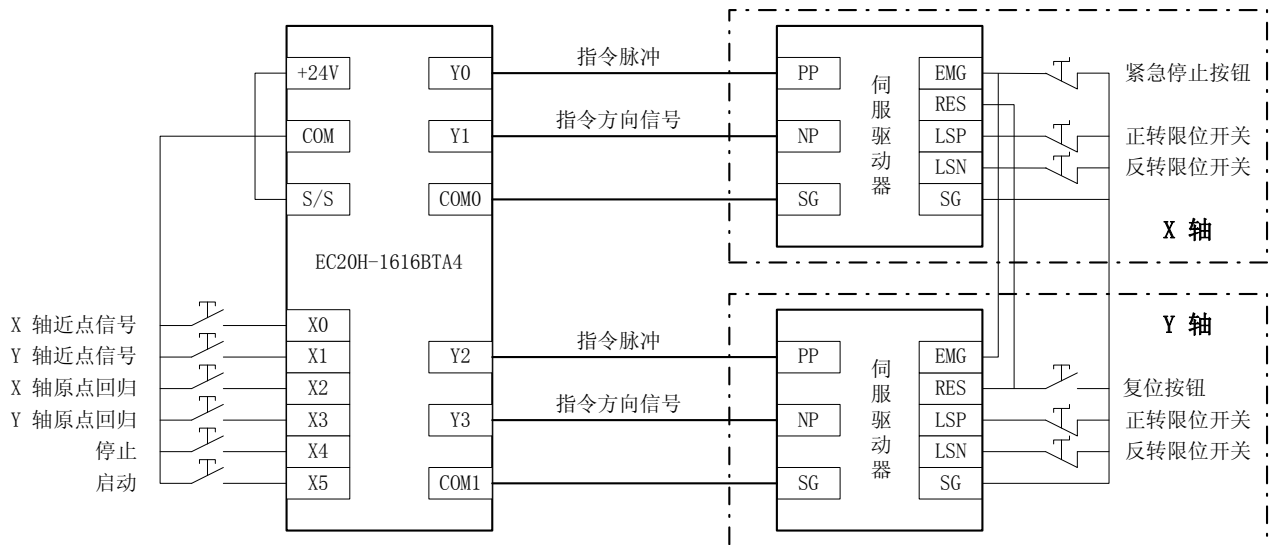 +24V
COM
S/S
EC20H-1616BTA4
Y0
Y1
COM0
指令脉冲
指令方向信号
PP
NP
SG
伺服驱动器
EMG
RES
LSP
LSN
SG
紧急停止按钮
正转限位开关
反转限位开关
X 轴
X 轴近点信号
Y 轴近点信号
X 轴原点回归
Y 轴原点回归
停止
启动
X0
X1
X2
X3
X4
X5
Y2
Y3
COM1
指令脉冲
指令方向信号
PP
NP
SG
伺服驱动器
EMG
RES
LSP
LSN
SG
Y 轴
复位按钮
正转限位开关
反转限位开关